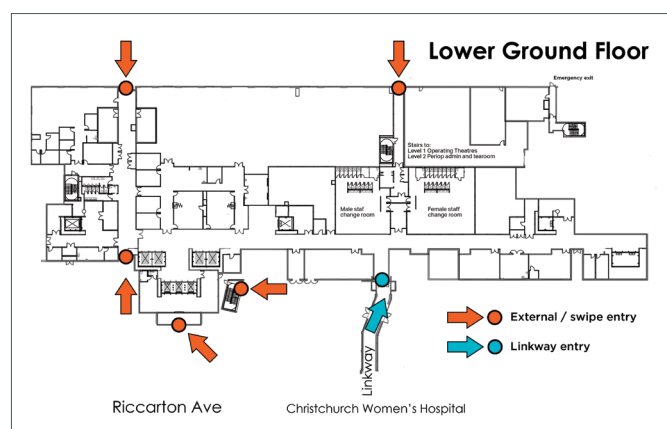 Lower Ground Floor
Emergency exit
Stairs to:
Level 1 Operating Theatres
Level 2 Periop admin and tearoom
Male staf
change room
Female staff
change room
External / swipe entry
Linkway entry
Linkway
Riccarton Ave
Christchurch Women's Hospital